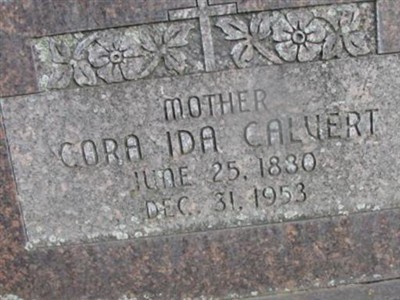 MOTHER
CORA IDA CALVERT
JUNE 25, 1880
DEC. 31, 1953